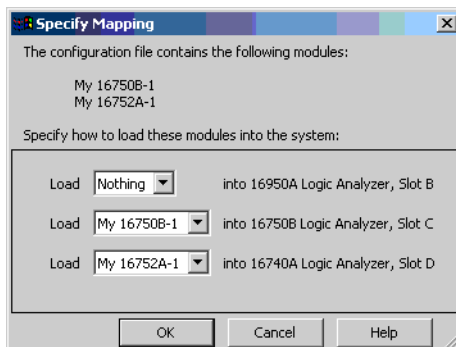 Specify Mapping
The configuration file contains the following modules:
My 16750B-1
My 16752A-1
Specify how to load these modules into the system:
Load Nothing into 16950A Logic Analyzer, Slot B
Load My 16750B-1 into 16750B Logic Analyzer, Slot C
Load My 16752A-1 into 16740A Logic Analyzer, Slot D
OK Cancel Help